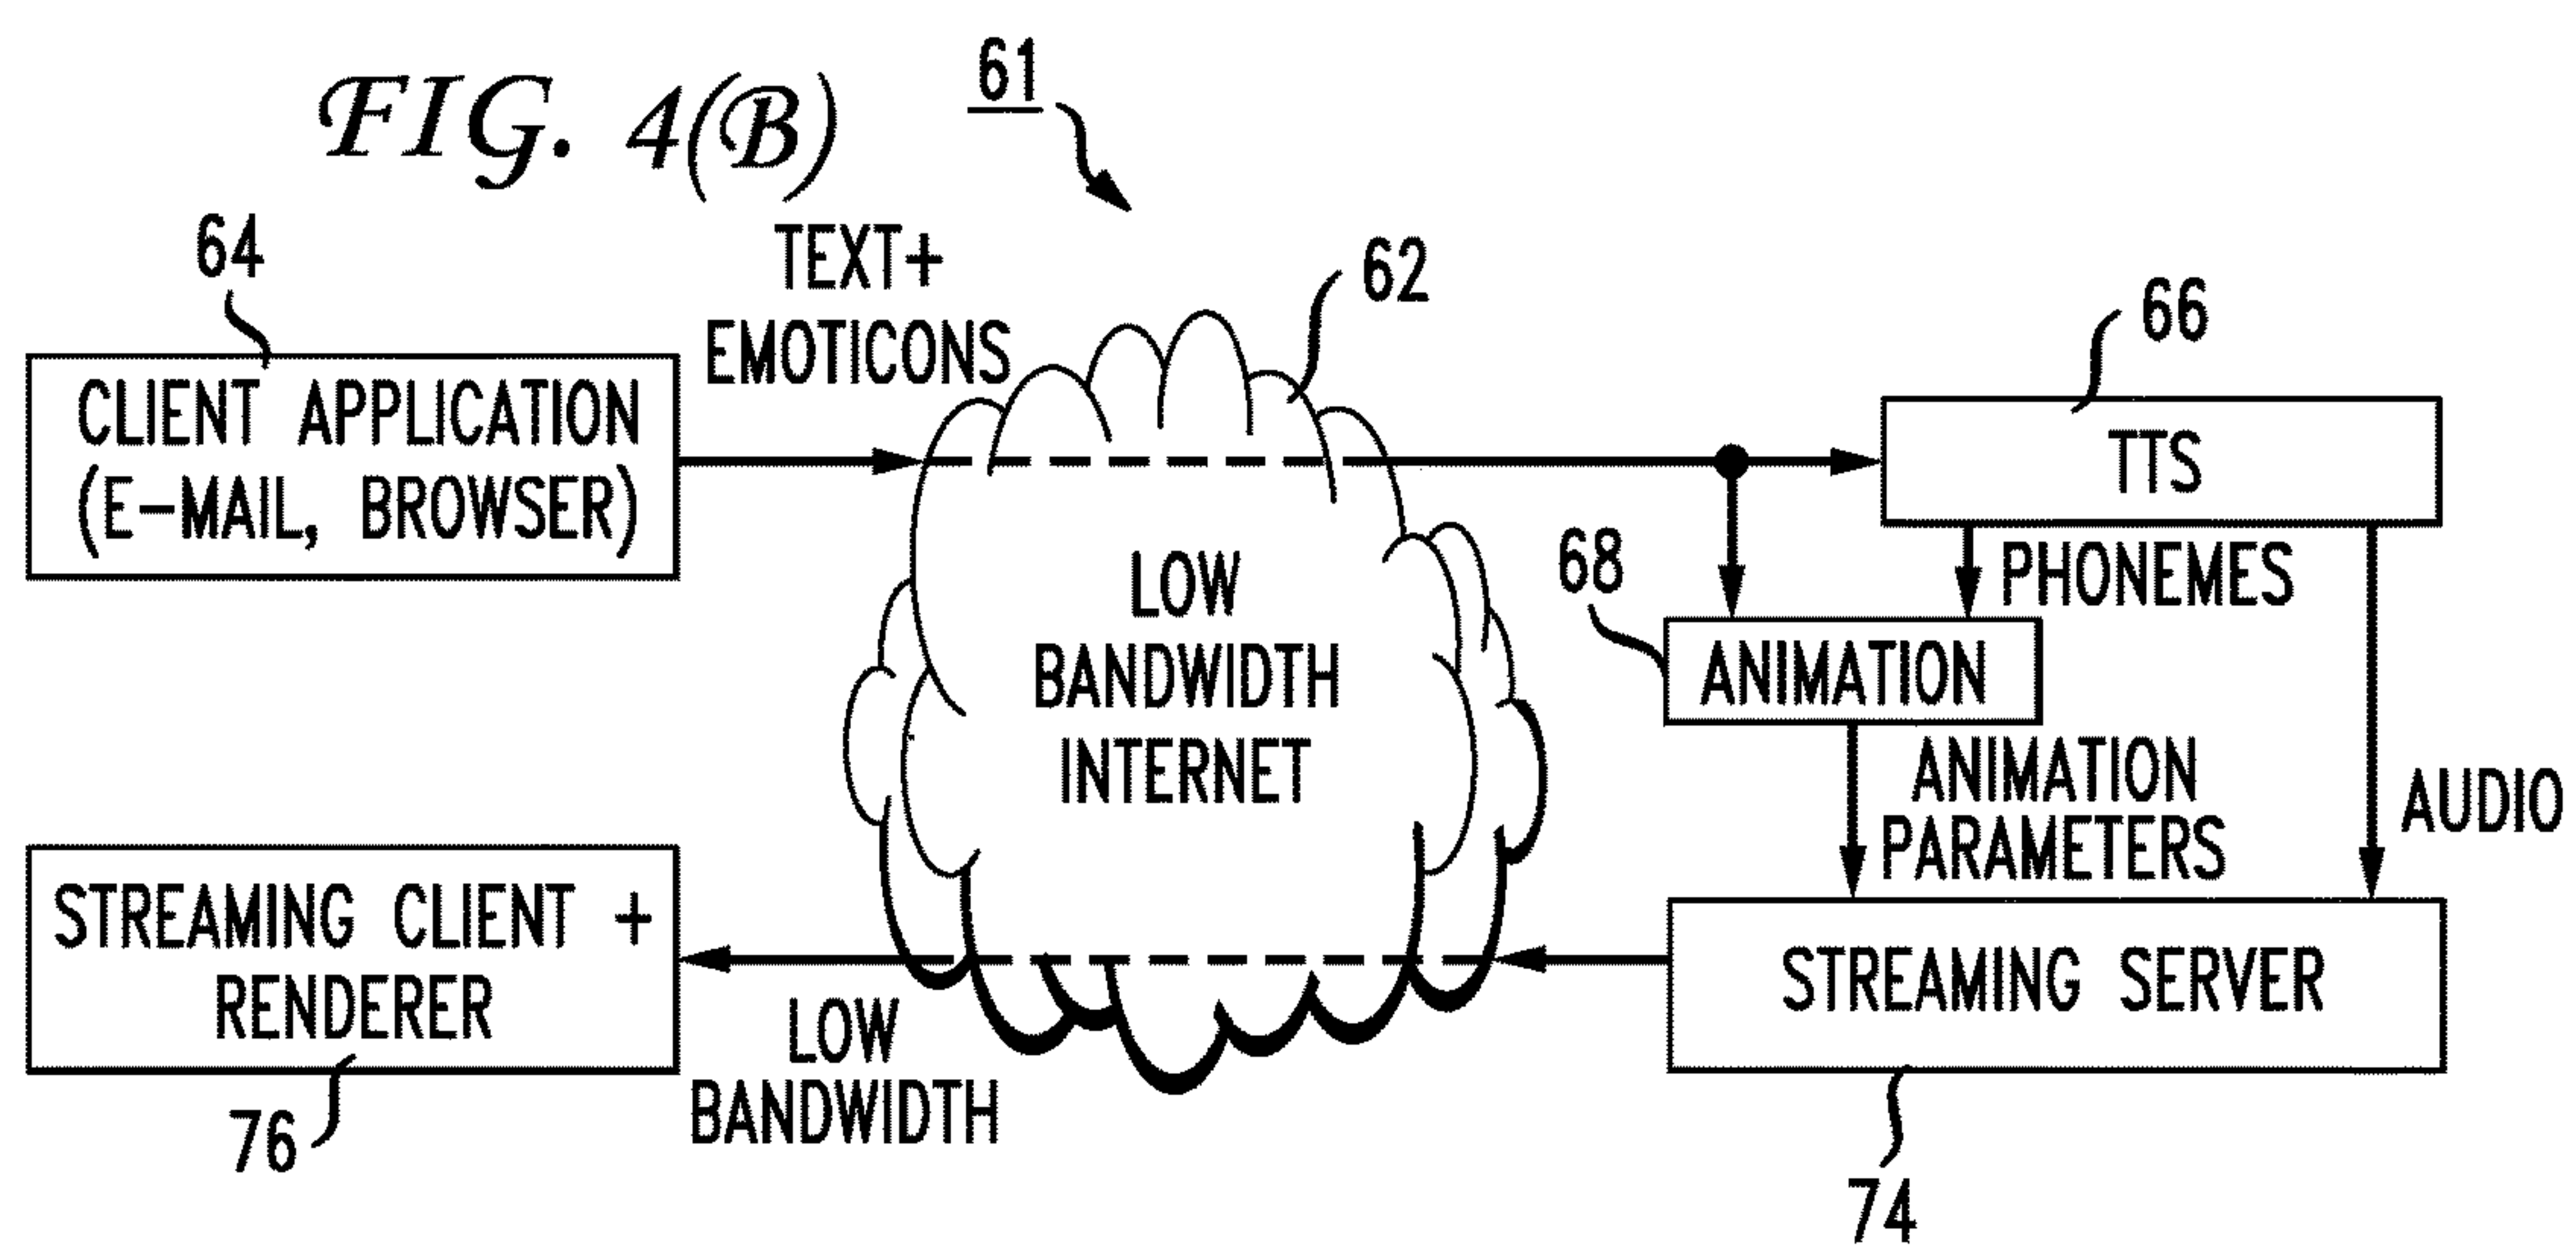 FIG. 4(B)
61
64
TEXT+
EMOTICONS
62
66
CLIENT APPLICATION
(E-MAIL, BROWSER)
TTS
PHONEMES
68
LOW
BANDWIDTH
INTERNET
ANIMATION
ANIMATION
PARAMETERS
AUDIO
STREAMING CLIENT +
RENDERER
STREAMING SERVER
LOW
BANDWIDTH
76
74